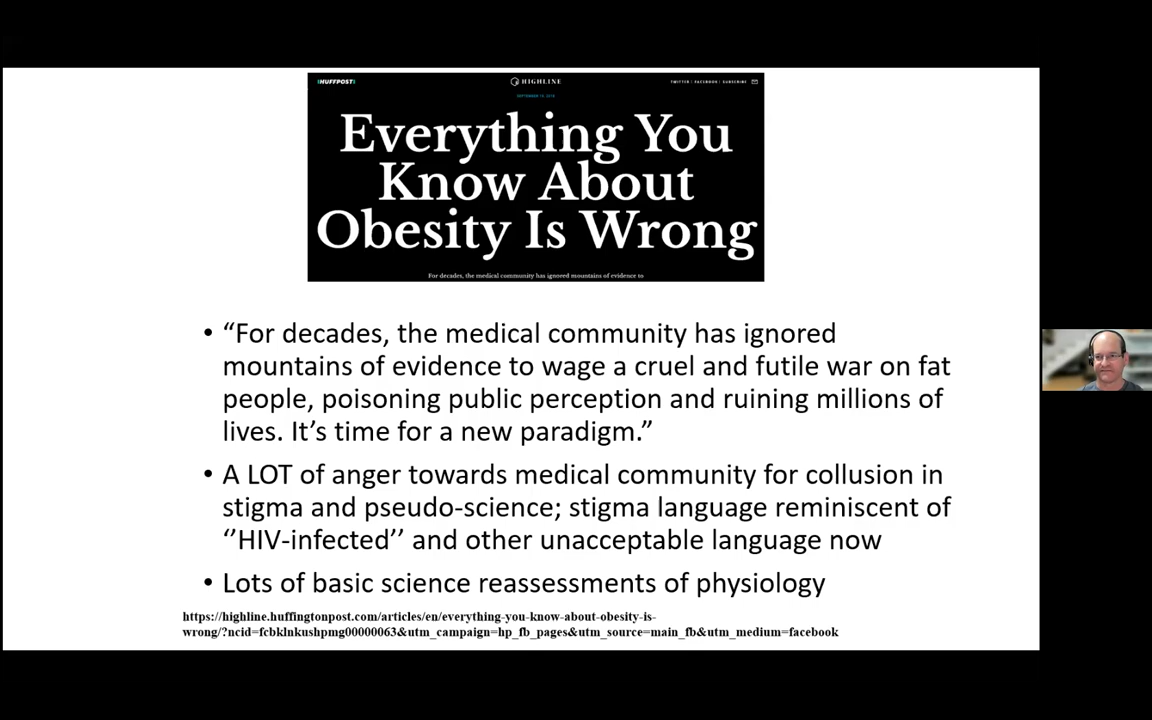 HUFFPOST HIGHLINE TWITTER | FACEBOOK | SUBSCRIBE
Everything You
Know About
Obesity Is Wrong
For decades, the medical community has ignored mountains of evidence to
• “For decades, the medical community has ignored
mountains of evidence to wage a cruel and futile war on fat
people, poisoning public perception and ruining millions of
lives. It’s time for a new paradigm.”
• A LOT of anger towards medical community for collusion in
stigma and pseudo-science; stigma language reminiscent of
‘’HIV-infected’’ and other unacceptable language now
• Lots of basic science reassessments of physiology
https://highline.huffingtonpost.com/articles/en/everything-you-know-about-obesity-is-
wrong/?ncid=fcbklnkushpmg00000063&utm_campaign=hp_fb_pages&utm_source=main_fb&utm_medium=facebook